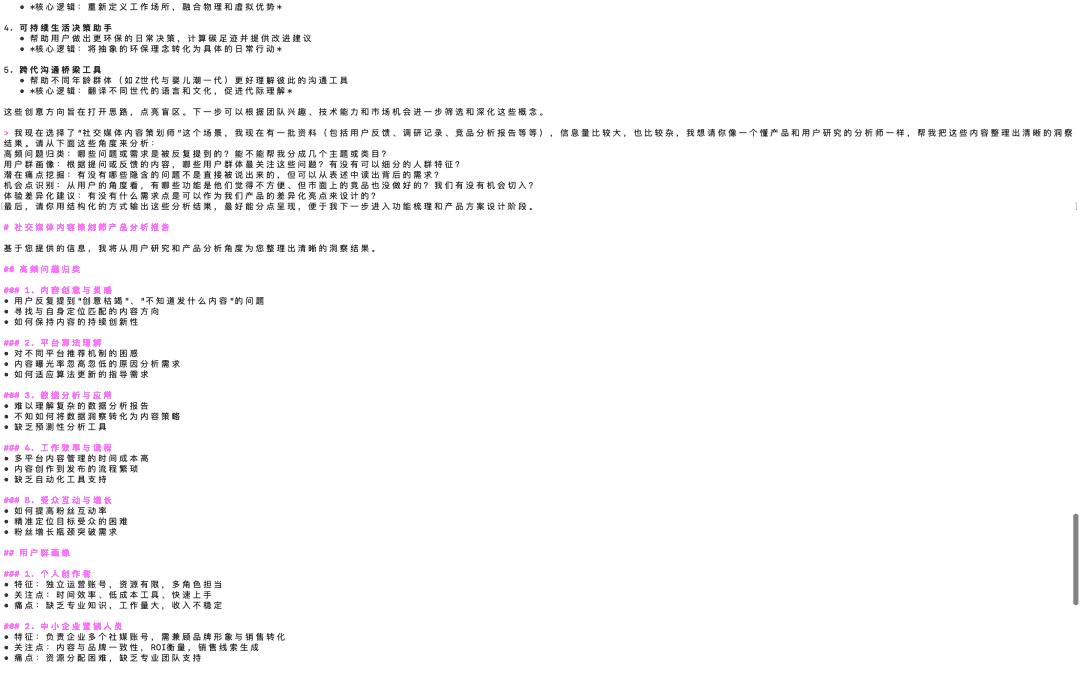 • *核心逻辑：重新定义工作场所，融合物理和虚拟优势*
4. 可持续生活决策助手
• 帮助用户做出更环保的日常决策，计算碳足迹并提供改进建议
• *核心逻辑：将抽象的环保理念转化为具体的日常行动*
5. 跨代沟通桥梁工具
• 帮助不同年龄群体（如Z世代与婴儿潮一代）更好理解彼此的沟通工具
• *核心逻辑：翻译不同世代的语言和文化，促进代际理解*
这些创意方向旨在打开思路，点亮盲区。下一步可以根据团队兴趣、技术能力和市场机会进一步筛选和深化这些概念。
> 我现在选择了“社交媒体内容策划师”这个场景，我现在有一批资料（包括用户反馈、调研记录、竞品分析报告等等），信息量比较大，也比较杂，我想请你像一个懂产品和用户研究的分析师一样，帮我把这些内容整理出清晰的洞察
结果。请从下面这些角度来分析：
高频问题归类：哪些问题或需求是被反复提到的？能不能帮我分成几个主题或类目？
用户群画像：根据提问或反馈的内容，哪些用户群体最关注这些问题？有没有可以细分的人群特征？
潜在痛点挖掘：有没有哪些隐含的问题不是直接被说出来的，但可以从表述中读出背后的需求？
机会点识别：从用户的角度看，有哪些功能是他们觉得不方便、但市面上的竞品也没做好的？我们有没有机会切入？
体验差异化建议：有没有什么需求点是可以作为我们产品的差异化亮点来设计的？
最后，请你用结构化的方式输出这些分析结果，最好能分点呈现，便于我下一步进入功能梳理和产品方案设计阶段。
# 社交媒体内容策划师产品分析报告
基于您提供的信息，我将从用户研究和产品分析角度为您整理出清晰的洞察结果。
## 高频问题归类
### 1. 内容创意与灵感
• 用户反复提到"创意枯竭"、"不知道发什么内容"的问题
• 寻找与自身定位匹配的内容方向
• 如何保持内容的持续创新性
### 2. 平台算法理解
• 对不同平台推荐机制的困惑
• 内容曝光率忽高忽低的原因分析需求
• 如何适应算法更新的指导需求
### 3. 数据分析与应用
• 难以理解复杂的数据分析报告
• 不知如何将数据洞察转化为内容策略
• 缺乏预测性分析工具
### 4. 工作效率与流程
• 多平台内容管理的时间成本高
• 内容创作到发布的流程繁琐
• 缺乏自动化工具支持
### 5. 受众互动与增长
• 如何提高粉丝互动率
• 精准定位目标受众的困难
• 粉丝增长瓶颈突破需求
## 用户群画像
### 1. 个人创作者
• 特征：独立运营账号，资源有限，多角色担当
• 关注点：时间效率、低成本工具、快速上手
• 痛点：缺乏专业知识，工作量大，收入不稳定
### 2. 中小企业营销人员
• 特征：负责企业多个社媒账号，需兼顾品牌形象与销售转化
• 关注点：内容与品牌一致性，ROI衡量，销售线索生成
• 痛点：资源分配困难，缺乏专业团队支持